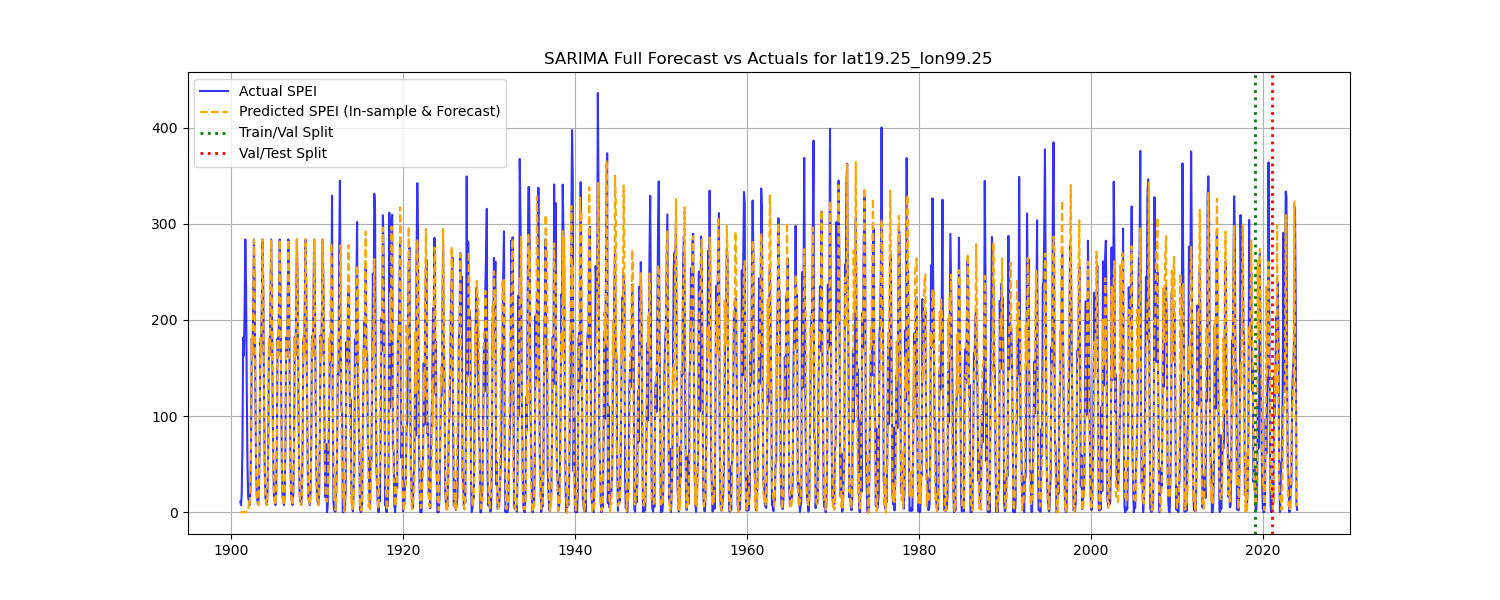 SARIMA Full Forecast vs Actuals for lat19.25_lon99.25
Actual SPEI
Predicted SPEI (In-sample & Forecast)
Train/Val Split
Val/Test Split
400
300
200
100
0
1900 1920 1940 1960 1980 2000 2020